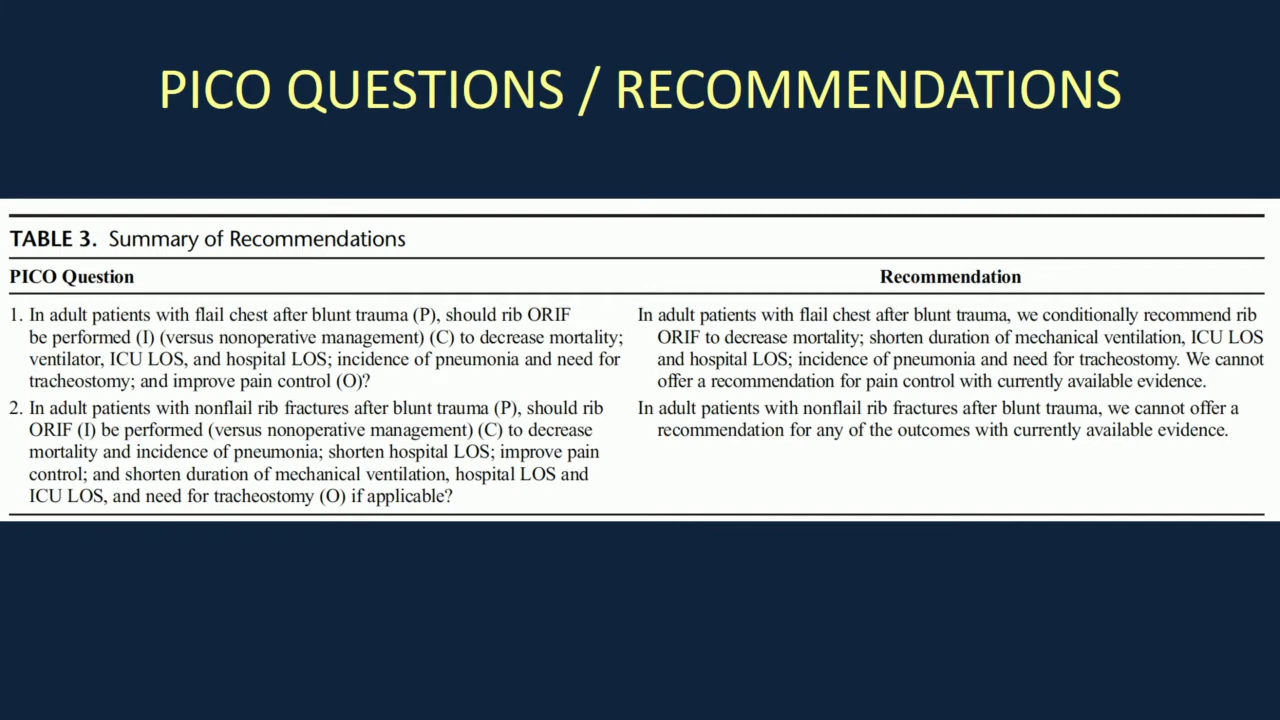 PICO QUESTIONS / RECOMMENDATIONS
TABLE 3. Summary of Recommendations
PICO Question
Recommendation
1. In adult patients with flail chest after blunt trauma (P), should rib ORIF
be performed (I) (versus nonoperative management) (C) to decrease mortality;
ventilator, ICU LOS, and hospital LOS; incidence of pneumonia and need for
tracheostomy; and improve pain control (O)?
In adult patients with flail chest after blunt trauma, we conditionally recommend rib
ORIF to decrease mortality; shorten duration of mechanical ventilation, ICU LOS
and hospital LOS; incidence of pneumonia and need for tracheostomy. We cannot
offer a recommendation for pain control with currently available evidence.
2. In adult patients with nonflail rib fractures after blunt trauma (P), should rib
ORIF (I) be performed (versus nonoperative management) (C) to decrease
mortality and incidence of pneumonia; shorten hospital LOS; improve pain
control; and shorten duration of mechanical ventilation, hospital LOS and
ICU LOS, and need for tracheostomy (O) if applicable?
In adult patients with nonflail rib fractures after blunt trauma, we cannot offer a
recommendation for any of the outcomes with currently available evidence.